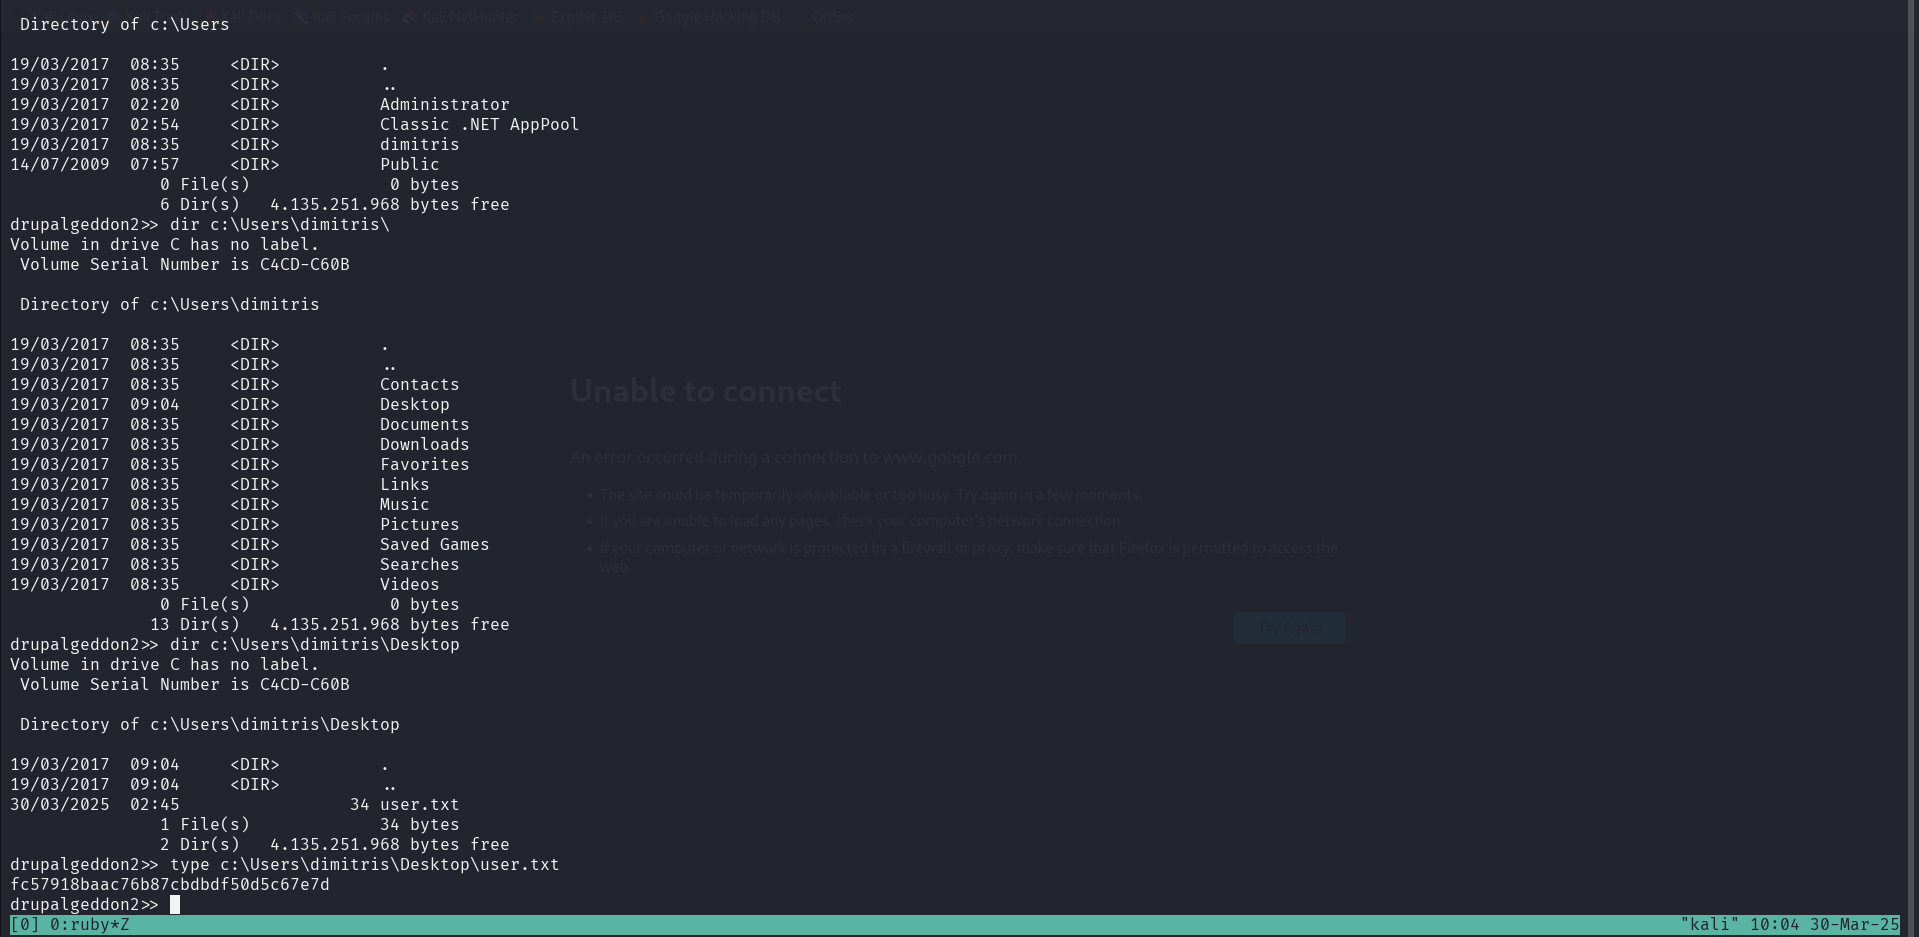 Kali Docs Kali Forums Kali NetHunter Exploit-DB Google Hacking DB OffSec
 Directory of c:\Users

19/03/2017  08:35     <DIR>          .
19/03/2017  08:35     <DIR>          ..
19/03/2017  02:20     <DIR>          Administrator
19/03/2017  02:54     <DIR>          Classic .NET AppPool
19/03/2017  08:35     <DIR>          dimitris
14/07/2009  07:57     <DIR>          Public
               0 File(s)              0 bytes
               6 Dir(s)   4.135.251.968 bytes free
drupalgeddon2>> dir c:\Users\dimitris\
Volume in drive C has no label.
 Volume Serial Number is C4CD-C60B

 Directory of c:\Users\dimitris

19/03/2017  08:35     <DIR>          .
19/03/2017  08:35     <DIR>          ..
19/03/2017  08:35     <DIR>          Contacts
19/03/2017  09:04     <DIR>          Desktop
19/03/2017  08:35     <DIR>          Documents
19/03/2017  08:35     <DIR>          Downloads
19/03/2017  08:35     <DIR>          Favorites
19/03/2017  08:35     <DIR>          Links
19/03/2017  08:35     <DIR>          Music
19/03/2017  08:35     <DIR>          Pictures
19/03/2017  08:35     <DIR>          Saved Games
19/03/2017  08:35     <DIR>          Searches
19/03/2017  08:35     <DIR>          Videos
               0 File(s)              0 bytes
              13 Dir(s)   4.135.251.968 bytes free
drupalgeddon2>> dir c:\Users\dimitris\Desktop
Volume in drive C has no label.
 Volume Serial Number is C4CD-C60B

 Directory of c:\Users\dimitris\Desktop

19/03/2017  09:04     <DIR>          .
19/03/2017  09:04     <DIR>          ..
30/03/2025  02:45                 34 user.txt
               1 File(s)             34 bytes
               2 Dir(s)   4.135.251.968 bytes free
drupalgeddon2>> type c:\Users\dimitris\Desktop\user.txt
fc57918baac76b87cbdbdf50d5c67e7d
drupalgeddon2>>
[0] 0:ruby*Z "kali" 10:04 30-Mar-25
Unable to connect
An error occurred during a connection to www.google.com.
• The site could be temporarily unavailable or too busy. Try again in a few moments.
• If you are unable to load any pages, check your computer's network connection.
• If your computer or network is protected by a firewall or proxy, make sure that Firefox is permitted to access the
web.
Try Again